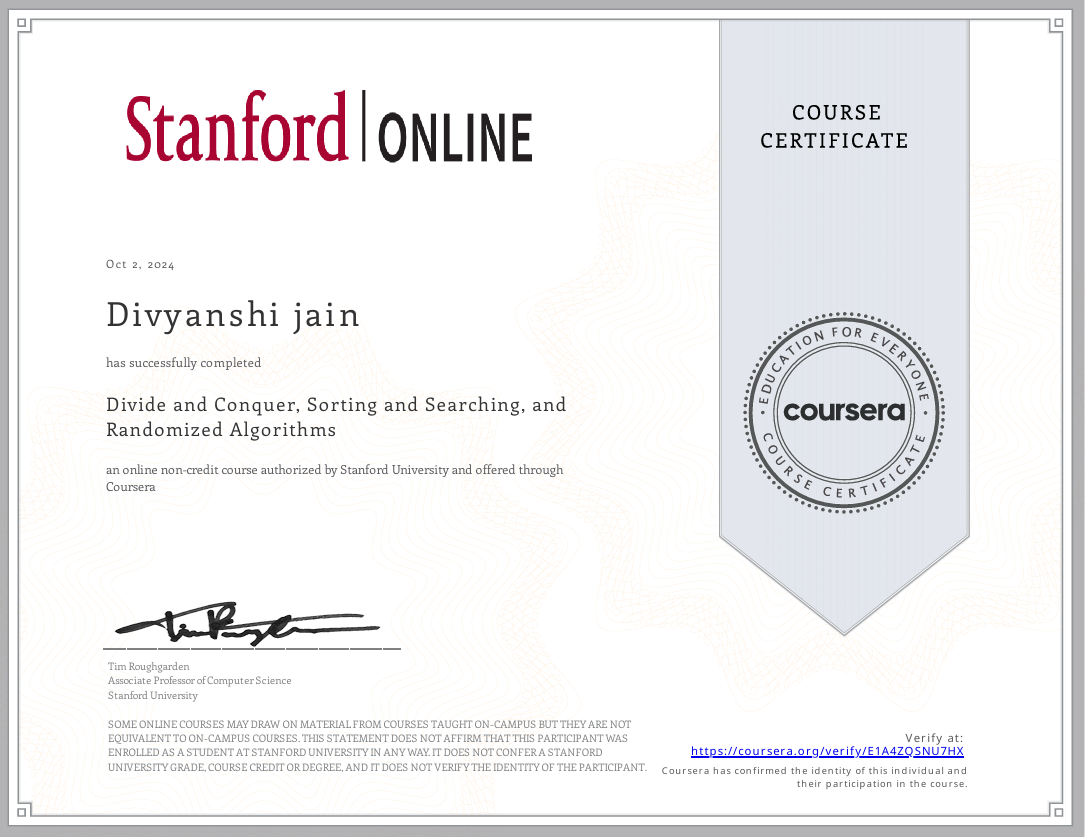 Stanford | ONLINE
COURSE
CERTIFICATE
Oct 2, 2024
Divyanshi jain
has successfully completed
Divide and Conquer, Sorting and Searching, and
Randomized Algorithms
an online non-credit course authorized by Stanford University and offered through
Coursera
EDUCATION FOR EVERYONE
coursera
COURSE CERTIFICATE
Tim Roughgarden
Associate Professor of Computer Science
Stanford University
SOME ONLINE COURSES MAY DRAW ON MATERIAL FROM COURSES TAUGHT ON-CAMPUS BUT THEY ARE NOT
EQUIVALENT TO ON-CAMPUS COURSES. THIS STATEMENT DOES NOT AFFIRM THAT THIS PARTICIPANT WAS
ENROLLED AS A STUDENT AT STANFORD UNIVERSITY IN ANY WAY. IT DOES NOT CONFER A STANFORD
UNIVERSITY GRADE, COURSE CREDIT OR DEGREE, AND IT DOES NOT VERIFY THE IDENTITY OF THE PARTICIPANT.
Verify at:
https://coursera.org/verify/E1A4ZQSNU7HX
Coursera has confirmed the identity of this individual and
their participation in the course.